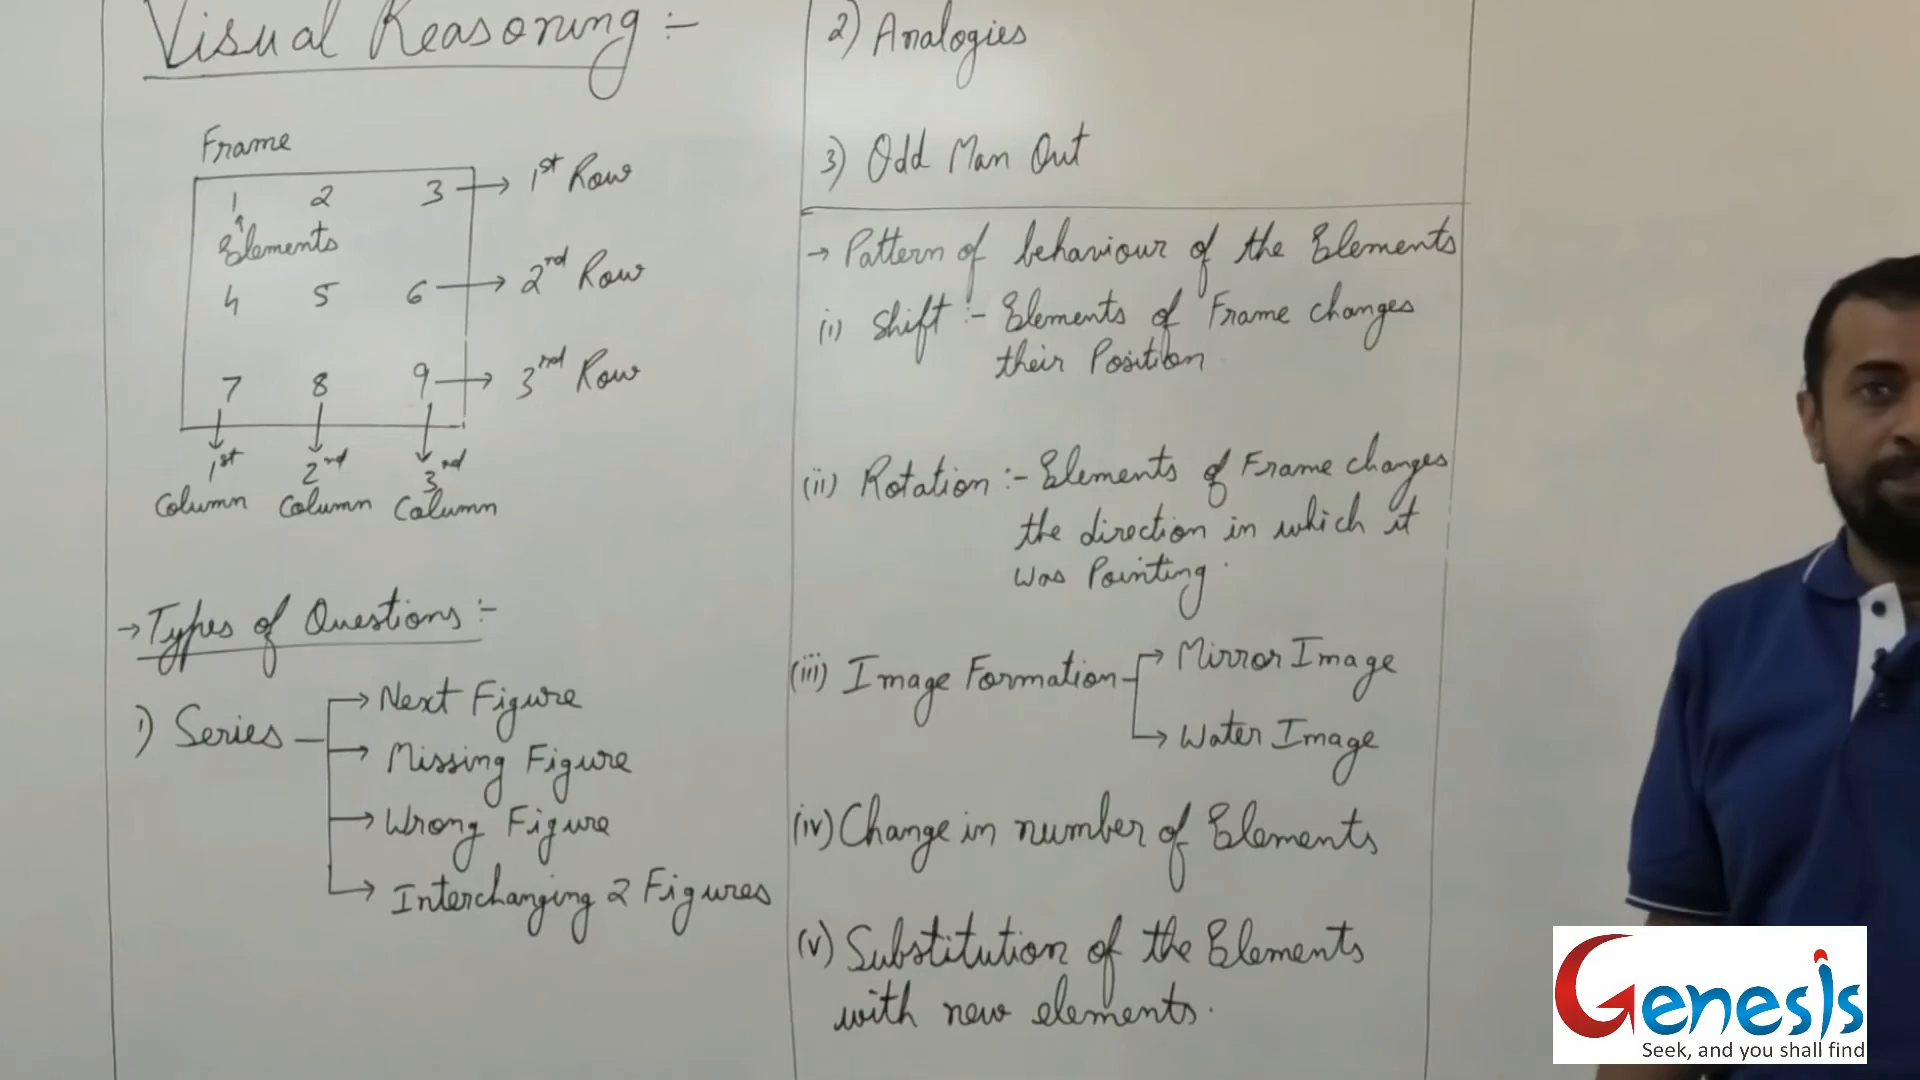 Visual Reasoning :-
Frame
1 2 3 → 1st Row
Elements
4 5 6 → 2nd Row
7 8 9 → 3rd Row
1st 2nd 3rd
Column Column Column
→ Types of Questions :-
1) Series
→ Next Figure
→ Missing Figure
→ Wrong Figure
→ Interchanging 2 Figures
2) Analogies
3) Odd Man Out
→ Pattern of behaviour of the Elements
(i) Shift :- Elements of Frame changes
their Position
(ii) Rotation :- Elements of Frame changes
the direction in which it
was Pointing.
(iii) Image Formation
→ Mirror Image
→ Water Image
(iv) Change in number of Elements
(v) Substitution of the Elements
with new elements.
Genesis
Seek, and you shall find